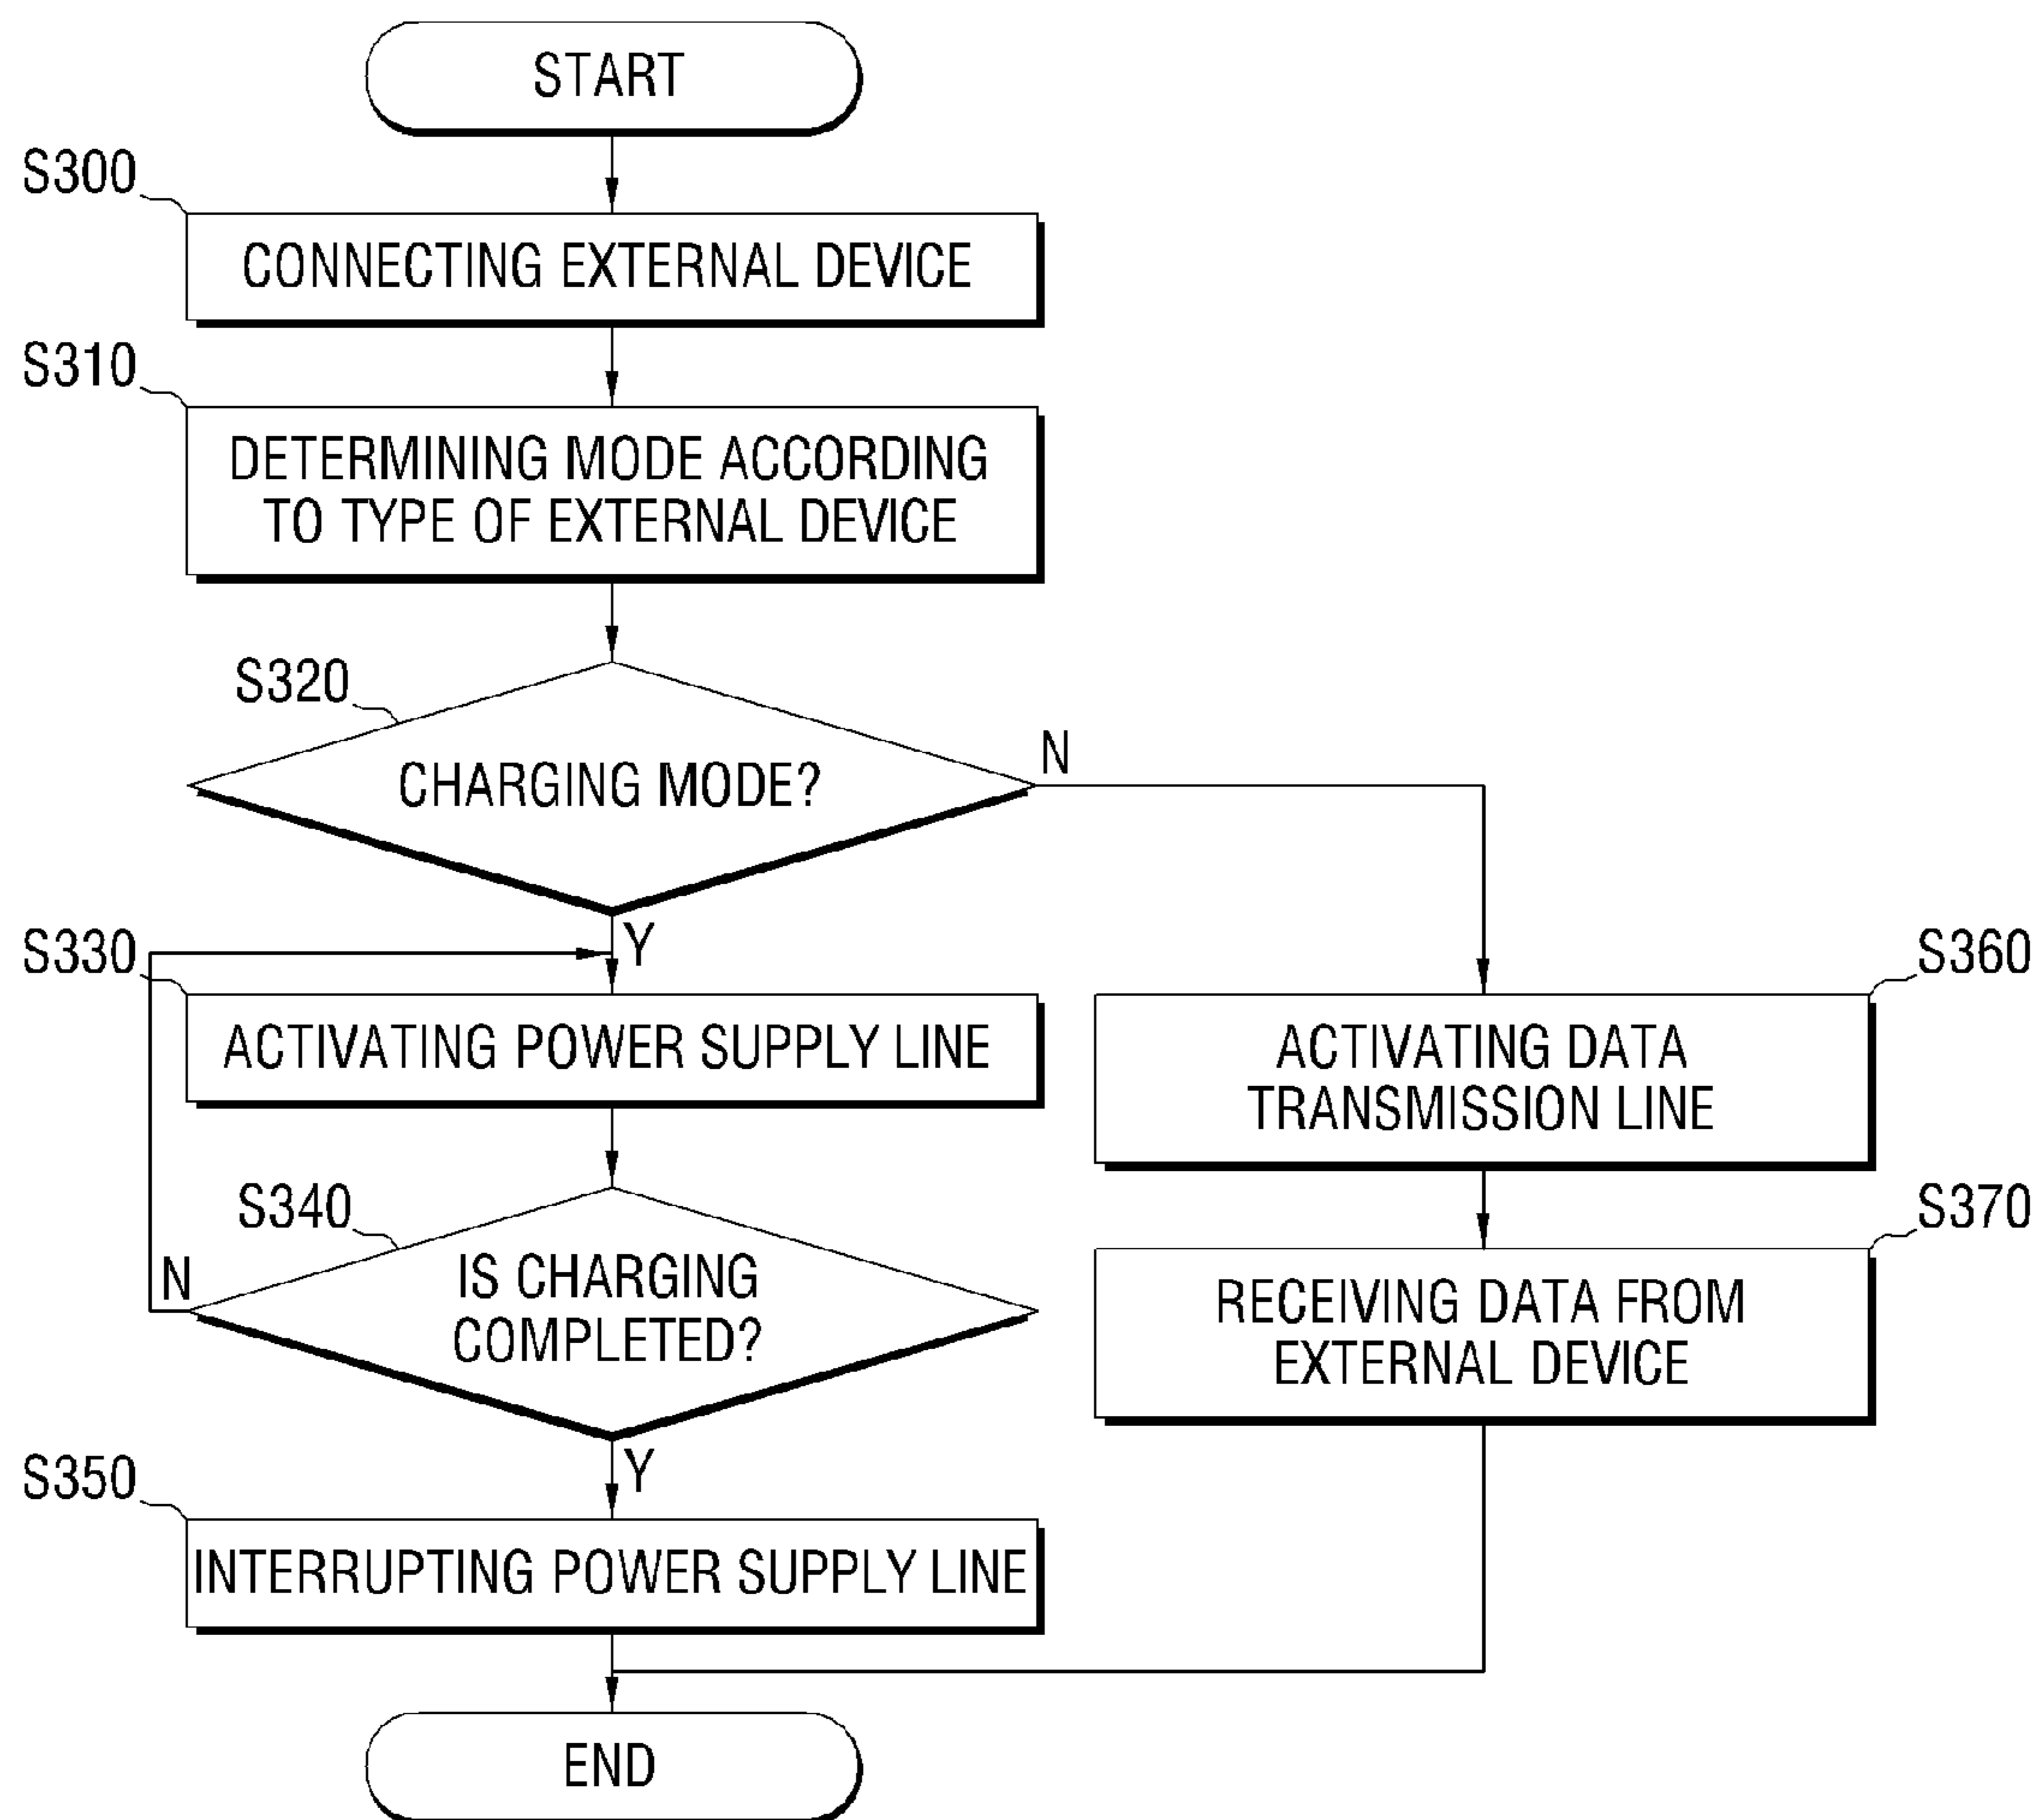 START
S300
CONNECTING EXTERNAL DEVICE
S310
DETERMINING MODE ACCORDING
TO TYPE OF EXTERNAL DEVICE
S320
CHARGING MODE?
N
Y
S330
ACTIVATING POWER SUPPLY LINE
S340
IS CHARGING
COMPLETED?
N
Y
S350
INTERRUPTING POWER SUPPLY LINE
S360
ACTIVATING DATA
TRANSMISSION LINE
S370
RECEIVING DATA FROM
EXTERNAL DEVICE
END